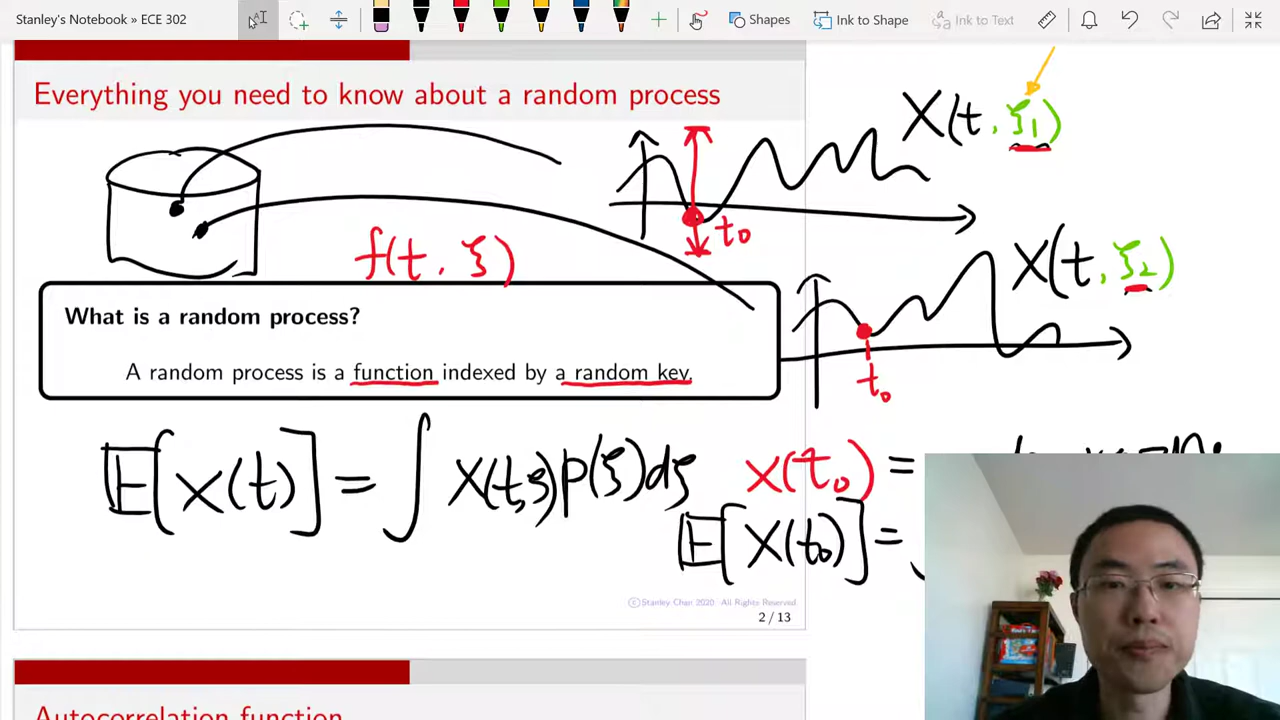 Stanley's Notebook » ECE 302
Shapes
Ink to Shape
Ink to Text
Everything you need to know about a random process
X(t, ξ1)
t0
f(t, ξ)
X(t, ξ2)
What is a random process?
A random process is a function indexed by a random key.
t0
𝔼[X(t)] = ∫ X(t,ξ)p(ξ)dξ
X(t0) =
𝔼[X(t0)] =
©Stanley Chan 2020. All Rights Reserved
2 / 13
Autocorrelation function